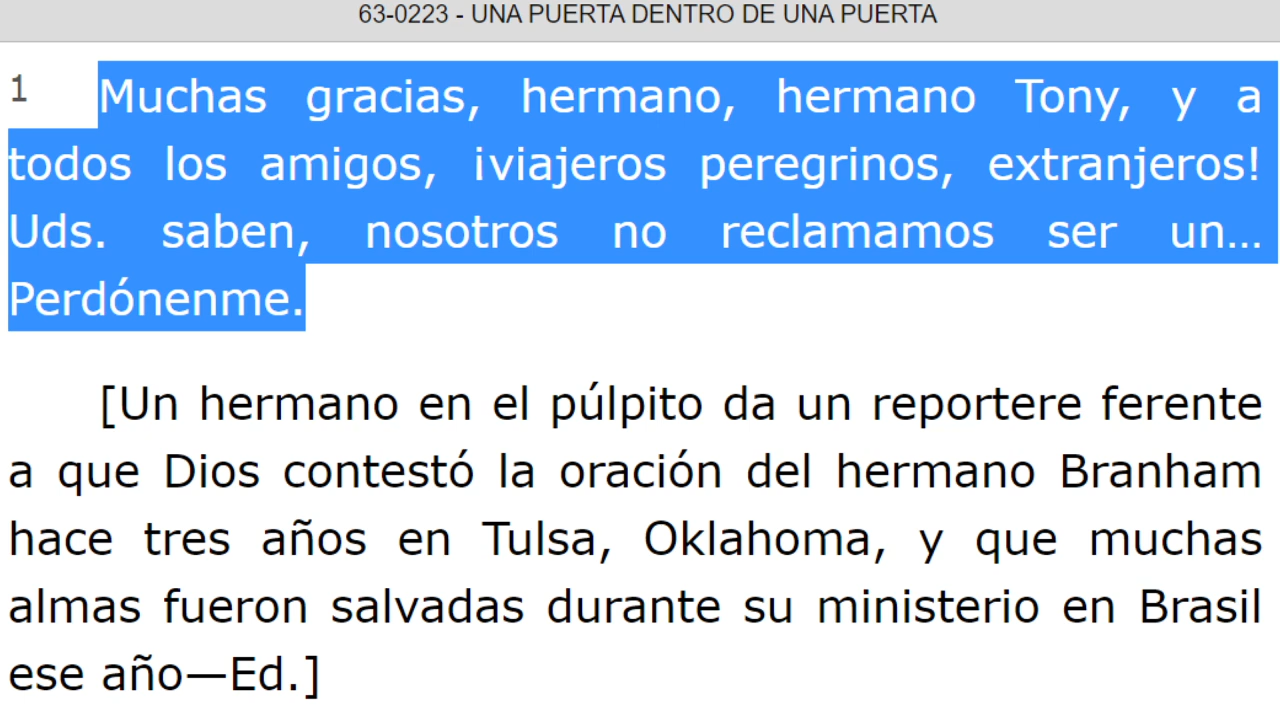 63-0223 - UNA PUERTA DENTRO DE UNA PUERTA
1 Muchas gracias, hermano, hermano Tony, y a
todos los amigos, ¡viajeros peregrinos, extranjeros!
Uds. saben, nosotros no reclamamos ser un...
Perdónenme.
[Un hermano en el púlpito da un reportere ferente
a que Dios contestó la oración del hermano Branham
hace tres años en Tulsa, Oklahoma, y que muchas
almas fueron salvadas durante su ministerio en Brasil
ese año—Ed.]